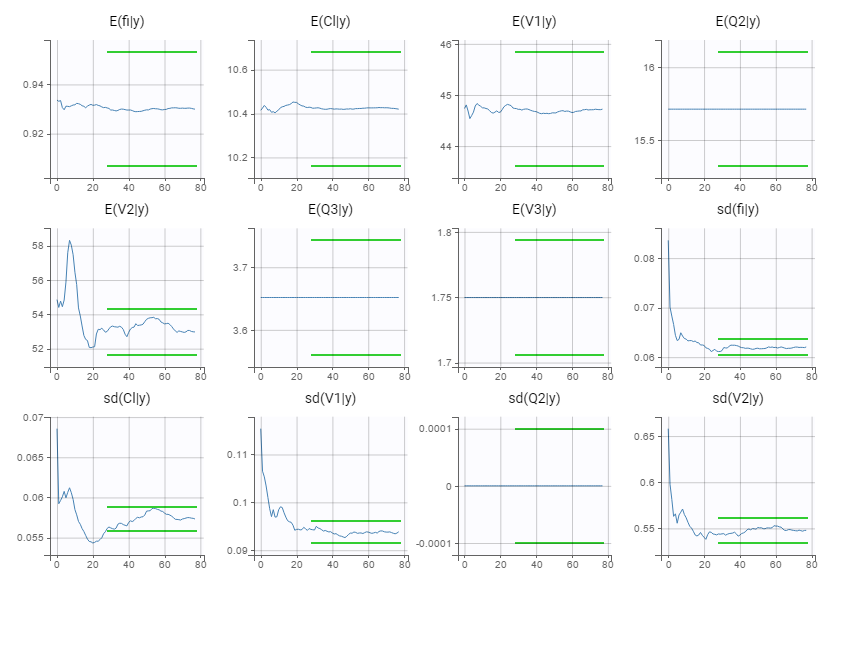 E(fi|y) E(Cl|y) E(V1|y) E(Q2|y)
0.94
0.92
0 20 40 60 80
10.6
10.4
10.2
0 20 40 60 80
46
45
44
0 20 40 60 80
16
15.5
0 20 40 60 80
E(V2|y) E(Q3|y) E(V3|y) sd(fi|y)
58
56
54
52
0 20 40 60 80
3.7
3.6
0 20 40 60 80
1.8
1.75
1.7
0 20 40 60 80
0.08
0.07
0.06
0 20 40 60 80
sd(Cl|y) sd(V1|y) sd(Q2|y) sd(V2|y)
0.07
0.065
0.06
0.055
0 20 40 60 80
0.11
0.1
0.09
0 20 40 60 80
0.0001
0
-0.0001
0 20 40 60 80
0.65
0.6
0.55
0 20 40 60 80